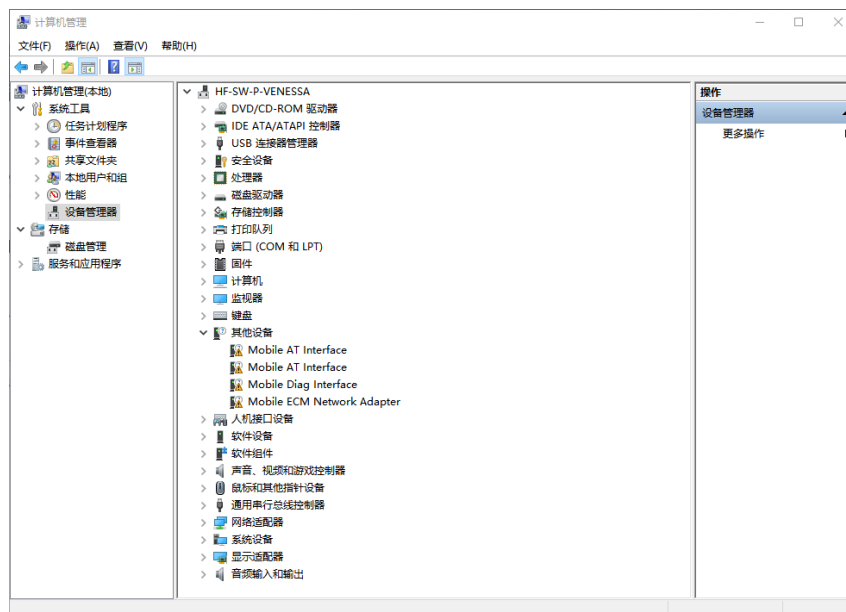 计算机管理
文件(F) 操作(A) 查看(V) 帮助(H)
计算机管理(本地)
系统工具
任务计划程序
事件查看器
共享文件夹
本地用户和组
性能
设备管理器
存储
磁盘管理
服务和应用程序
HF-SW-P-VENESSA
DVD/CD-ROM 驱动器
IDE ATA/ATAPI 控制器
USB 连接器管理器
安全设备
处理器
磁盘驱动器
存储控制器
打印队列
端口 (COM 和 LPT)
固件
计算机
监视器
键盘
其他设备
Mobile AT Interface
Mobile AT Interface
Mobile Diag Interface
Mobile ECM Network Adapter
人机接口设备
软件设备
软件组件
声音、视频和游戏控制器
鼠标和其他指针设备
通用串行总线控制器
网络适配器
系统设备
显示适配器
音频输入和输出
操作
设备管理器
更多操作